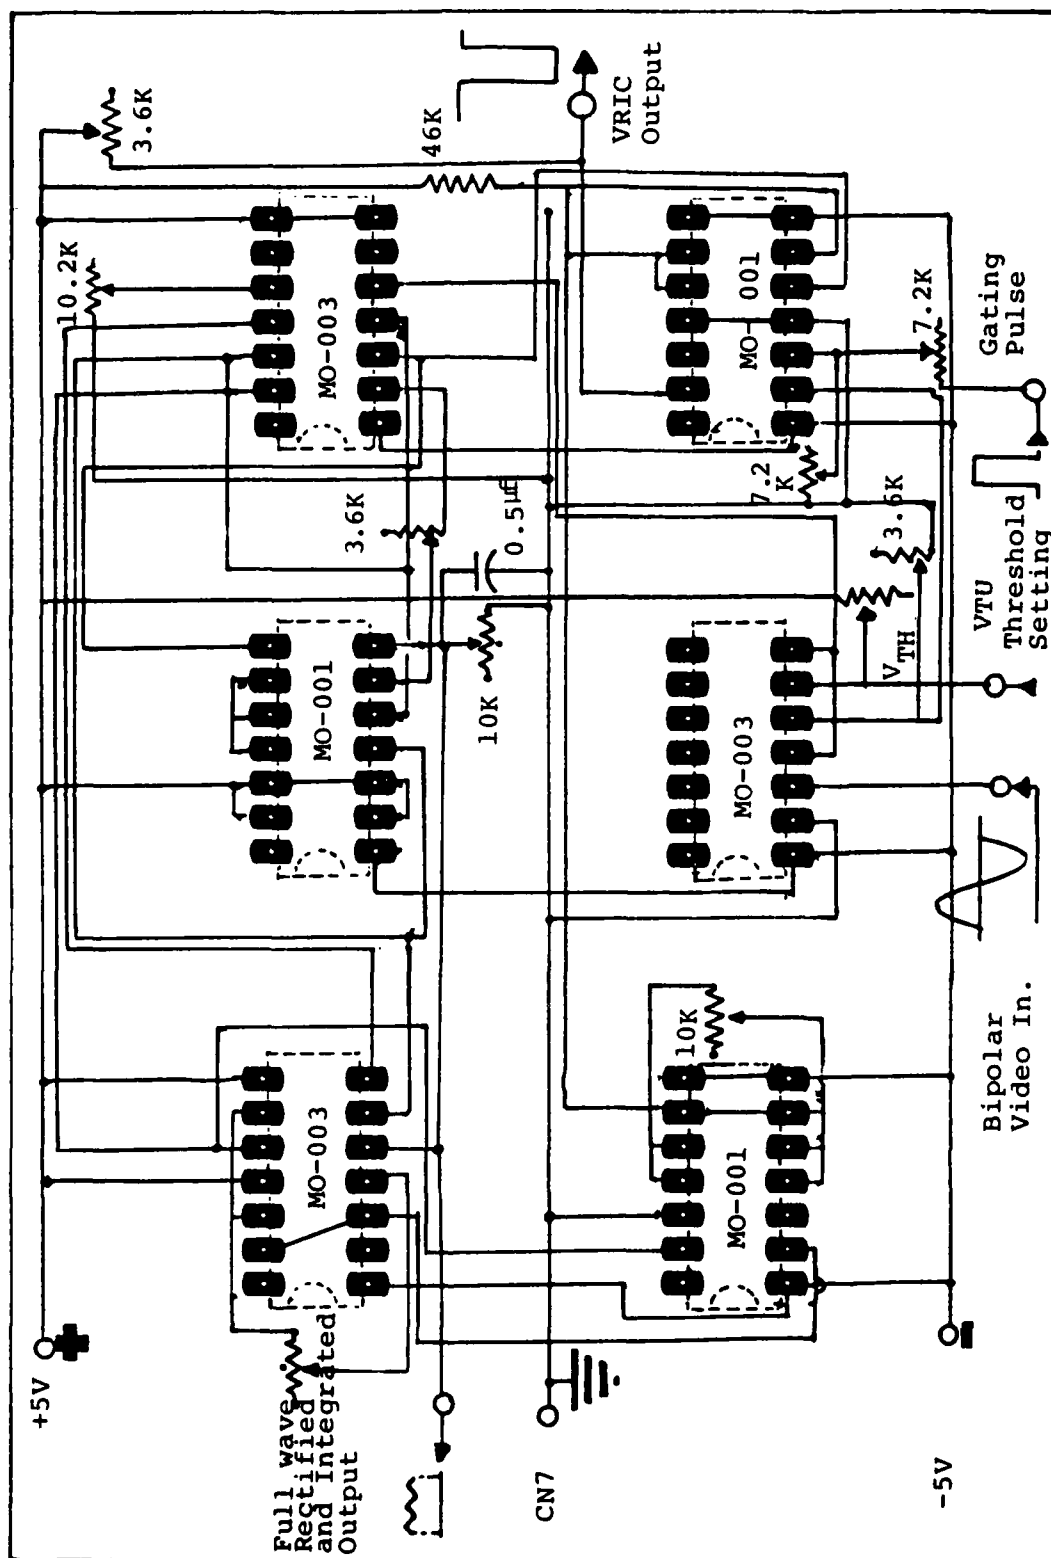 +5V
Full wave
Rectified
and Integrated
Output
CN7
-5V
MO-003
MO-001
MO-003
MO-001
MO-001
MO-003
10K
10K
3.6K
0.5µf
10.2K
3.6K
46K
VRIC
Output
7.2
K
3.6K
7.2K
V TH
Bipolar
Video In.
VTU
Threshold
Setting
Gating
Pulse